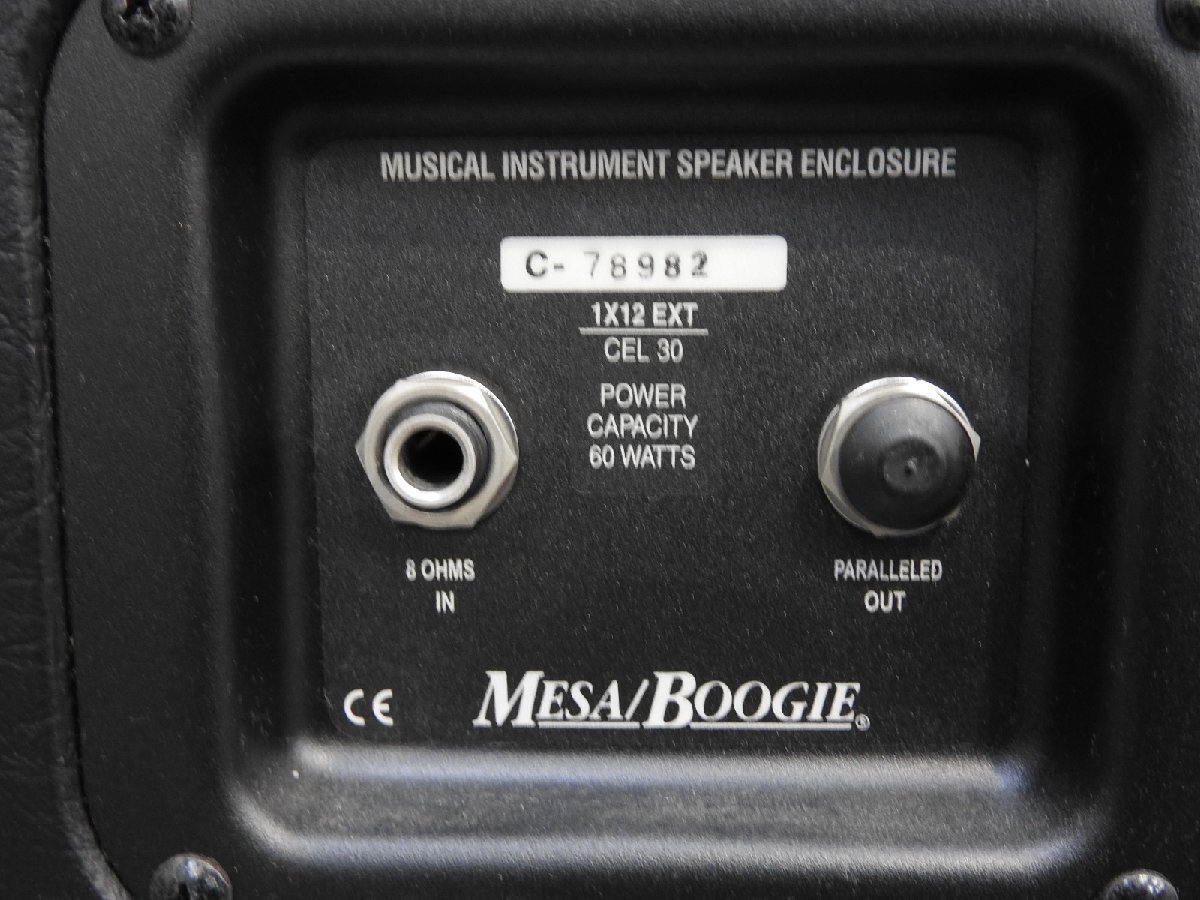 MUSICAL INSTRUMENT SPEAKER ENCLOSURE
C- 78982
1X12 EXT
CEL 30
POWER
CAPACITY
60 WATTS
8 OHMS
IN
PARALLELED
OUT
CE
MESA/BOOGIE®